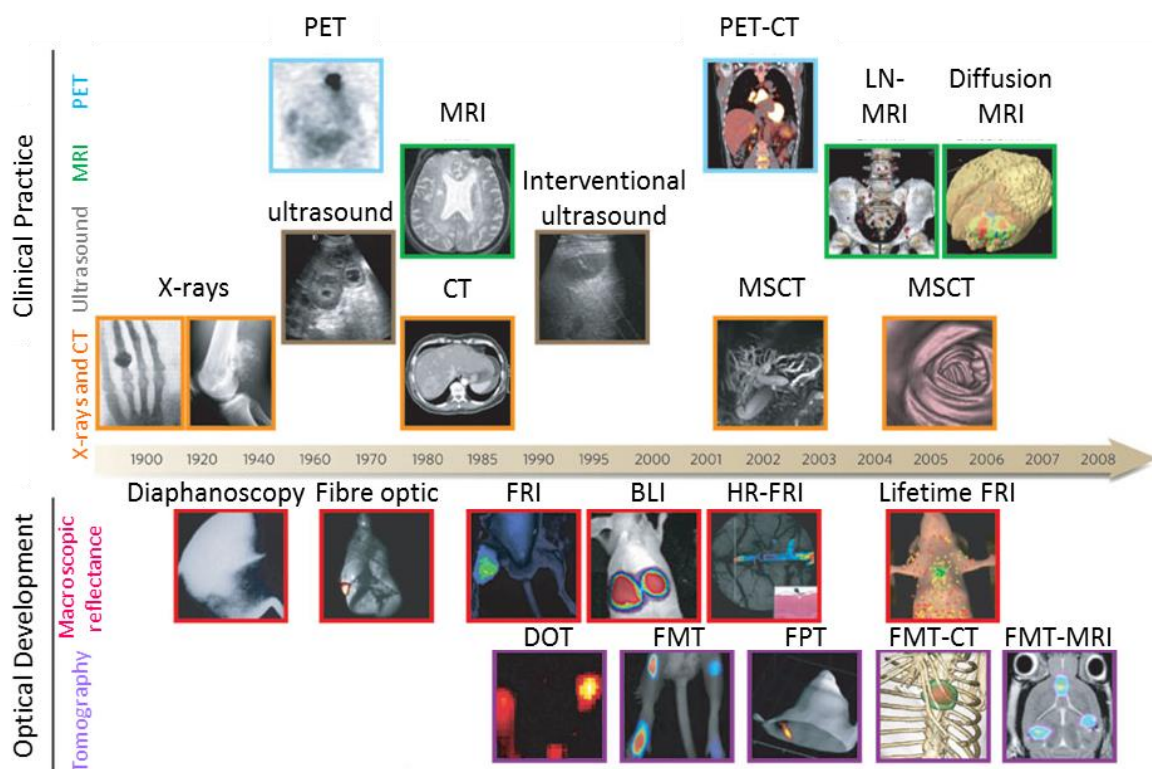 PET
PET-CT
LN-
MRI
Diffusion
MRI
MRI
Interventional
ultrasound
ultrasound
X-rays
CT
MSCT
MSCT
Clinical Practice
PET
MRI
Ultrasound
X-rays and CT
1900 1920 1940 1960 1970 1980 1985 1990 1995 2000 2001 2002 2003 2004 2005 2006 2007 2008
Diaphanoscopy
Fibre optic
FRI
BLI
HR-FRI
Lifetime FRI
DOT
FMT
FPT
FMT-CT
FMT-MRI
Optical Development
Macroscopic
reflectance
Tomography